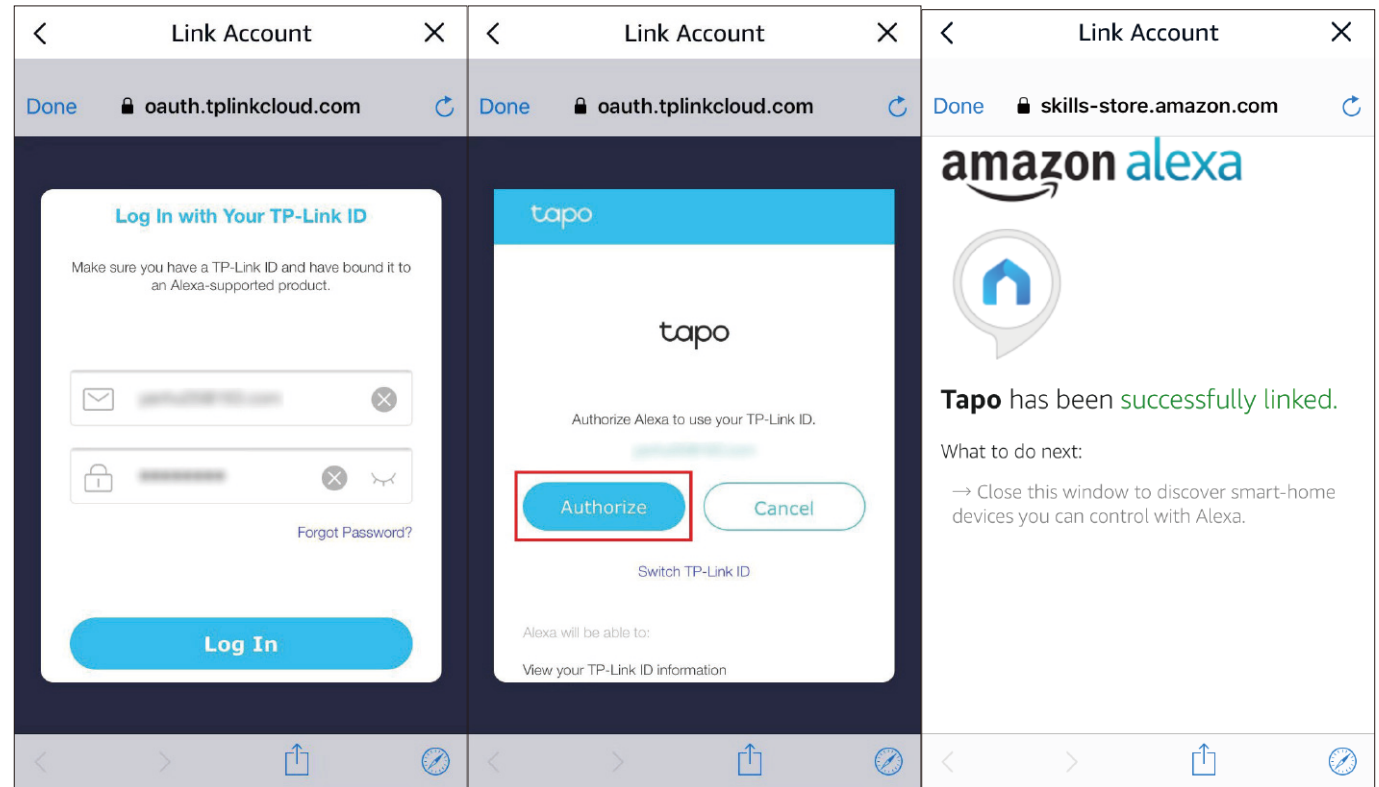 Link Account
Done
oauth.tplinkcloud.com
Log In with Your TP-Link ID
Make sure you have a TP-Link ID and have bound it to
an Alexa-supported product.
Forgot Password?
Log In
Link Account
Done
oauth.tplinkcloud.com
tapo
tapo
Authorize Alexa to use your TP-Link ID.
Authorize
Cancel
Switch TP-Link ID
Alexa will be able to:
View your TP-Link ID information
Link Account
Done
skills-store.amazon.com
amazon alexa
Tapo has been successfully linked.
What to do next:
→ Close this window to discover smart-home
devices you can control with Alexa.